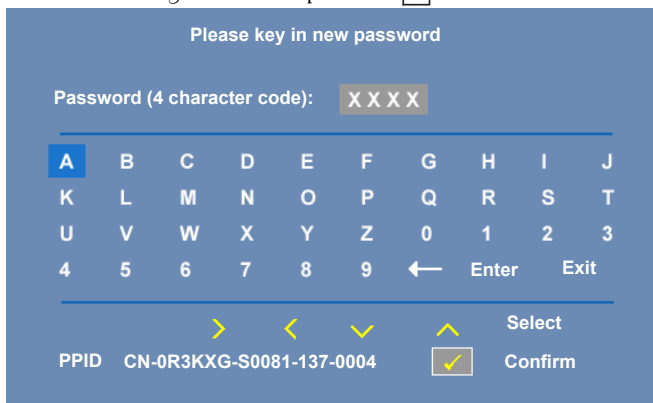 Please key in new password
Password (4 character code): X X X X
A B C D E F G H I J
K L M N O P Q R S T
U V W X Y Z 0 1 2 3
4 5 6 7 8 9 ← Enter Exit
Select
PPID CN-0R3KXG-S0081-137-0004 Confirm